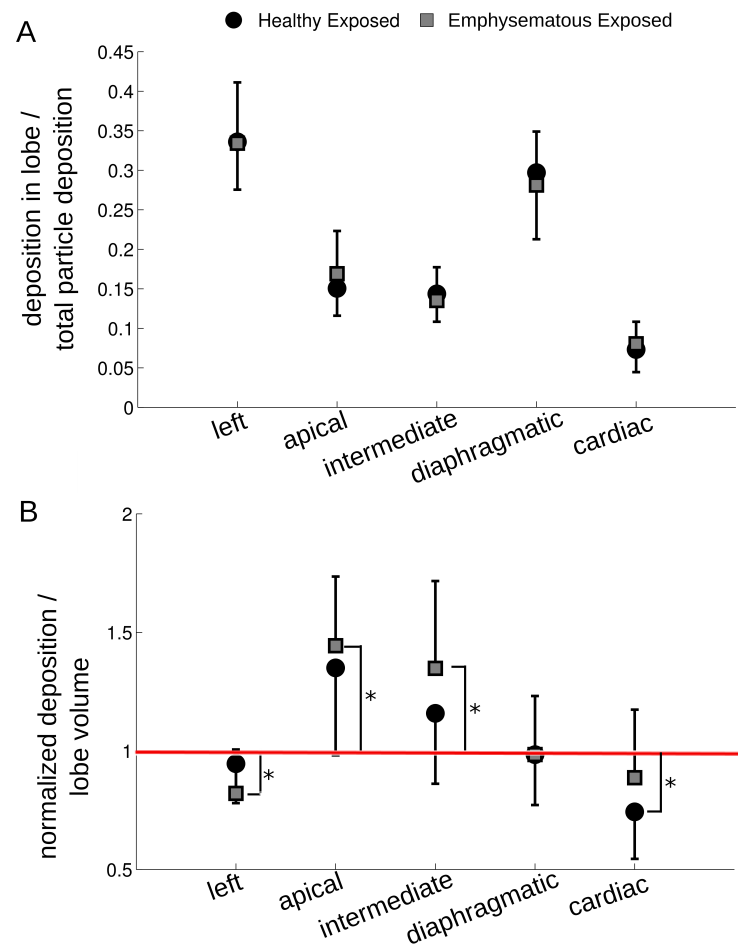 Healthy Exposed Emphysematous Exposed
A
deposition in lobe /
total particle deposition
0.45
0.4
0.35
0.3
0.25
0.2
0.15
0.1
0.05
0
left apical intermediate diaphragmatic cardiac
B
normalized deposition /
lobe volume
2
1.5
1
0.5
* * * *
left apical intermediate diaphragmatic cardiac